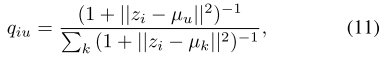 q_{iu} = \frac{(1 + ||z_i - \mu_u||^2)^{-1}}{\sum_k (1 + ||z_i - \mu_k||^2)^{-1}}, (11)